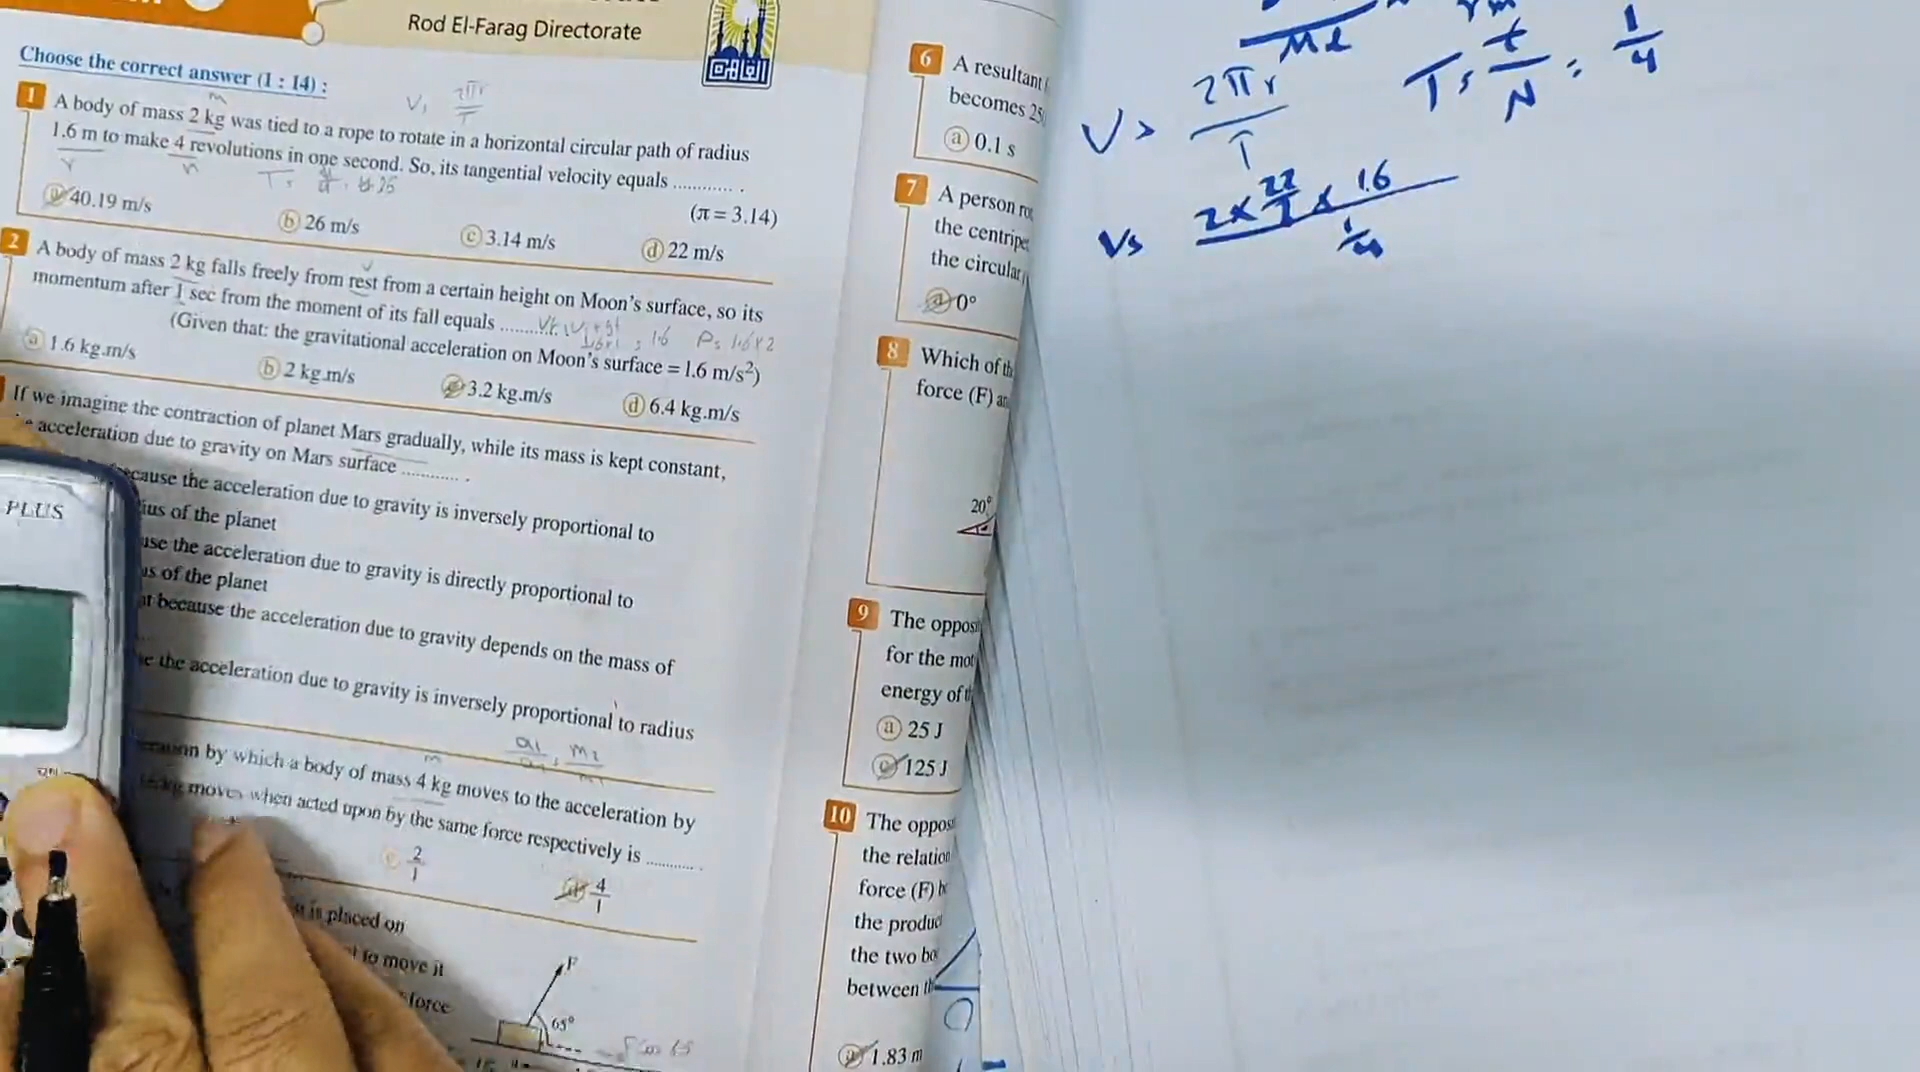 Rod El-Farag Directorate
القاهرة
Choose the correct answer (1 : 14) :
1 A body of mass 2 kg was tied to a rope to rotate in a horizontal circular path of radius
1.6 m to make 4 revolutions in one second. So, its tangential velocity equals ............ .
(π = 3.14)
a 40.19 m/s
b 26 m/s
c 3.14 m/s
d 22 m/s
2 A body of mass 2 kg falls freely from rest from a certain height on Moon's surface, so its
momentum after 1 sec from the moment of its fall equals ........
(Given that: the gravitational acceleration on Moon's surface = 1.6 m/s²)
a 1.6 kg.m/s
b 2 kg.m/s
c 3.2 kg.m/s
d 6.4 kg.m/s
If we imagine the contraction of planet Mars gradually, while its mass is kept constant,
acceleration due to gravity on Mars surface ............ .
cause the acceleration due to gravity is inversely proportional to
ius of the planet
use the acceleration due to gravity is directly proportional to
us of the planet
because the acceleration due to gravity depends on the mass of
the acceleration due to gravity is inversely proportional to radius
by which a body of mass 4 kg moves to the acceleration by
moves when acted upon by the same force respectively is ............ .
2/1
4/1
is placed on
to move it
force
F
65°
6 A resultant
becomes 25
a 0.1 s
7 A person ro
the centripe
the circular
a 0°
8 Which of th
force (F) an
20°
9 The opposi
for the mot
energy of th
a 25 J
c 125 J
10 The oppos
the relation
force (F) b
the produc
the two bo
between th
a 1.83 m
PLUS
V = 2πr / T
T = t / N = 1/4
V = 2 × 22/7 × 1.6 / 1/4